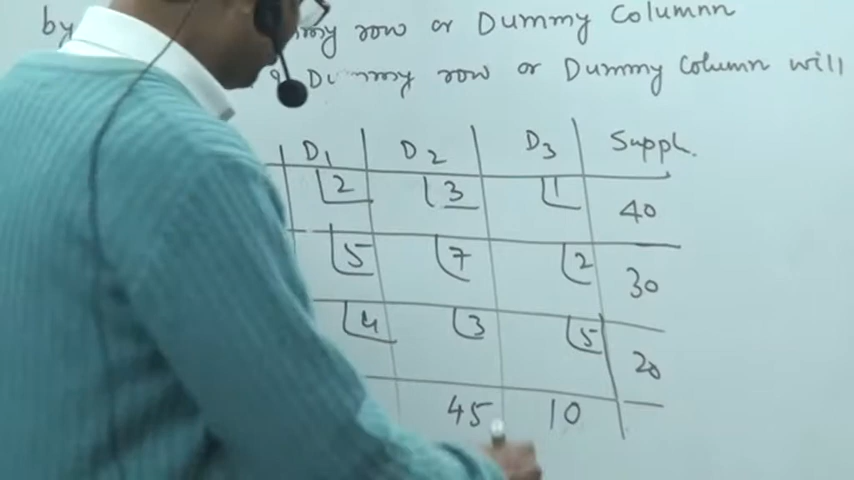 by my row or Dummy Column
Dummy row or Dummy Column will
D1 D2 D3 Suppl.
2 3 1 40
5 7 2 30
4 3 5 20
45 10